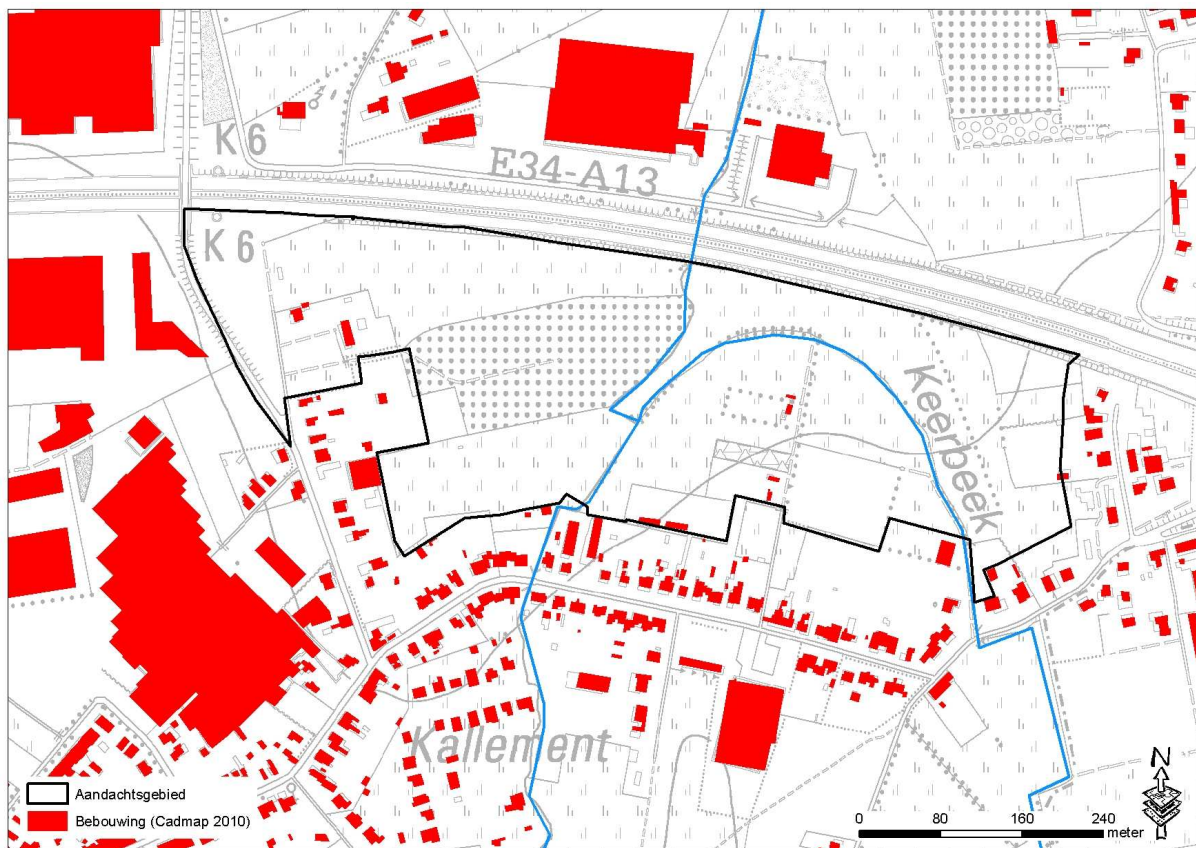 K 6
E34-A13
K 6
Keerbeek
Kallement
Aandachtsgebied
Bebouwing (Cadmap 2010)
N
0 80 160 240
meter